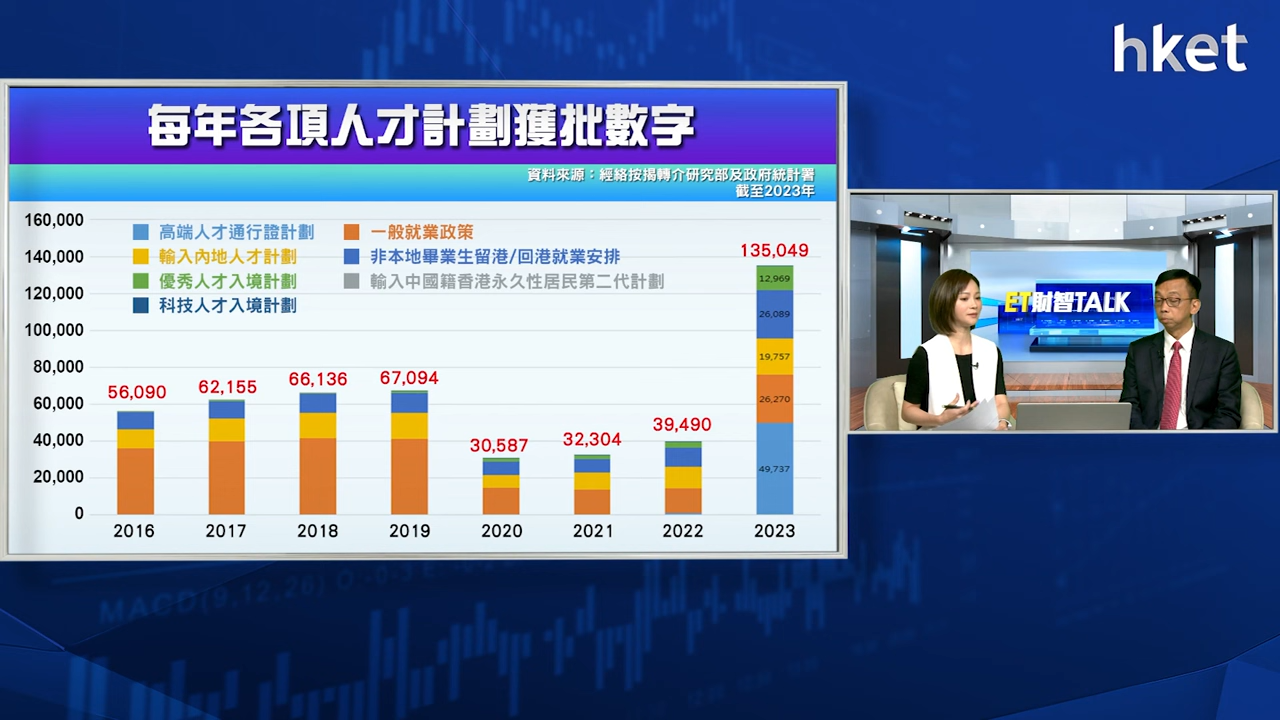 hket
每年各項人才計劃獲批數字
資料來源：經絡按揭轉介研究部及政府統計署
截至2023年
160,000
140,000
120,000
100,000
80,000
60,000
40,000
20,000
0
高端人才通行證計劃
一般就業政策
輸入內地人才計劃
非本地畢業生留港/回港就業安排
優秀人才入境計劃
輸入中國籍香港永久性居民第二代計劃
科技人才入境計劃
56,090
62,155
66,136
67,094
30,587
32,304
39,490
135,049
12,969
26,089
19,757
26,270
49,737
2016 2017 2018 2019 2020 2021 2022 2023
ET財智TALK